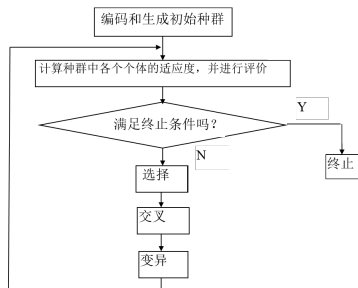 编码和生成初始种群
计算种群中各个个体的适应度，并进行评价
满足终止条件吗？
Y
N
终止
选择
交叉
变异